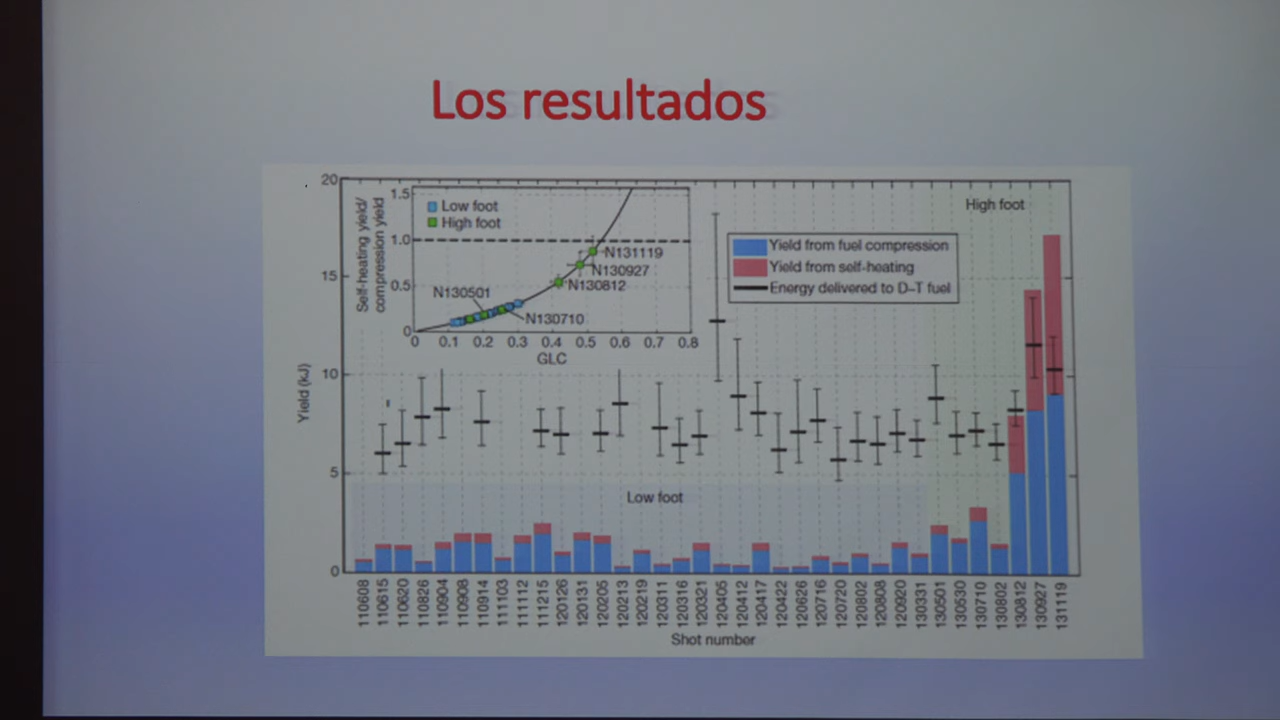 Los resultados
20
15
10
5
0
Yield (kJ)
Self-heating yield/
compression yield
1.5
1.0
0.5
0
Low foot
High foot
N131119
N130927
N130812
N130501
N130710
0 0.1 0.2 0.3 0.4 0.5 0.6 0.7 0.8
GLC
High foot
Yield from fuel compression
Yield from self-heating
Energy delivered to D–T fuel
Low foot
110608
110615
110620
110826
110904
110908
110914
111103
111112
111215
120126
120131
120205
120213
120219
120311
120316
120321
120405
120412
120417
120422
120626
120716
120720
120802
120808
120920
130331
130501
130530
130710
130802
130812
130927
131119
Shot number